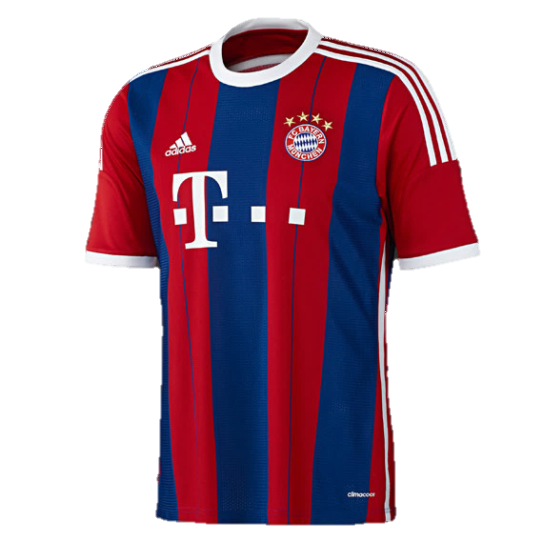 adidas
FC BAYERN
MÜNCHEN
T
climacool